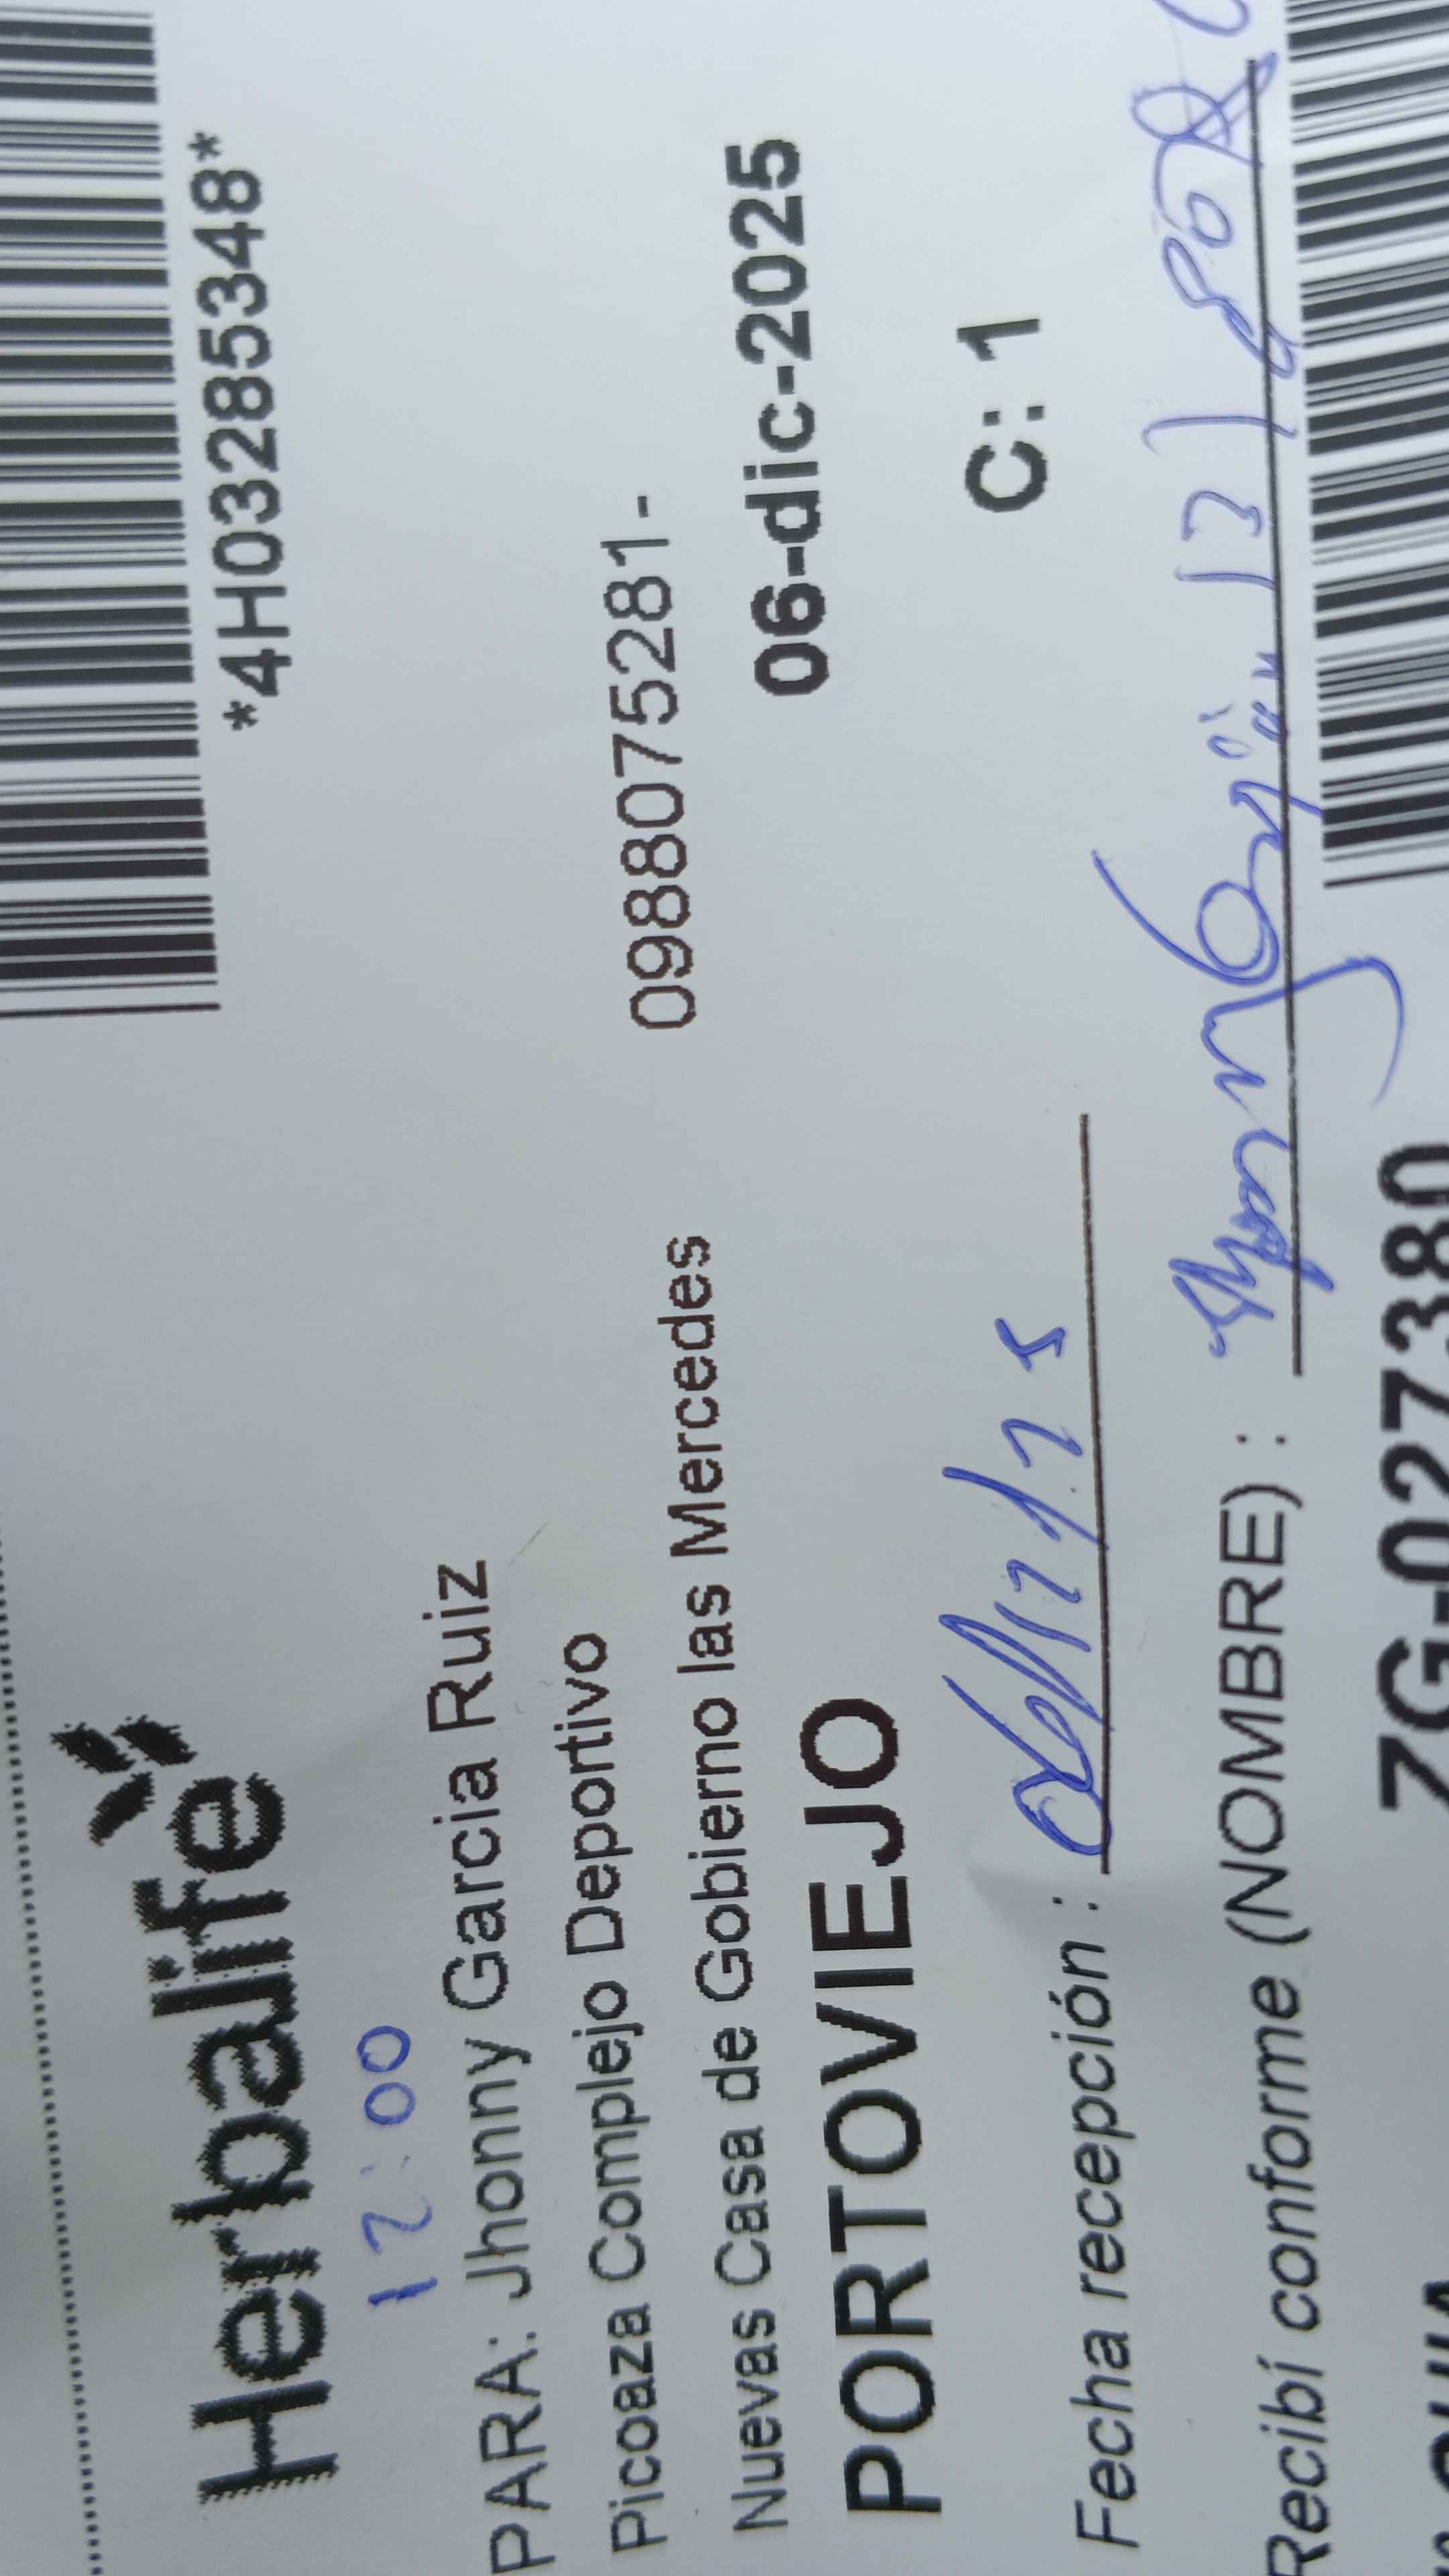 *4H03285348*
Herbalife
12:00
PARA: Jhonny Garcia Ruiz
Picoaza Complejo Deportivo
0988075281-
Nuevas Casa de Gobierno las Mercedes
06-dic-2025
PORTOVIEJO
C: 1
Fecha recepción :
Recibí conforme (NOMBRE) :
ZG-027380